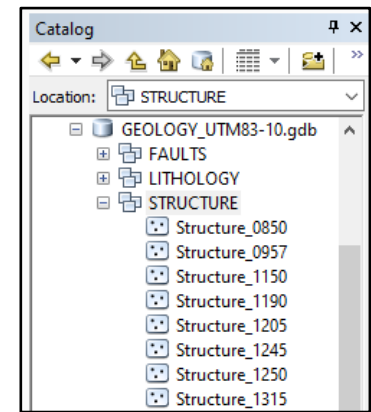 Catalog
Location: STRUCTURE
GEOLOGY_UTM83-10.gdb
FAULTS
LITHOLOGY
STRUCTURE
Structure_0850
Structure_0957
Structure_1150
Structure_1190
Structure_1205
Structure_1245
Structure_1250
Structure_1315